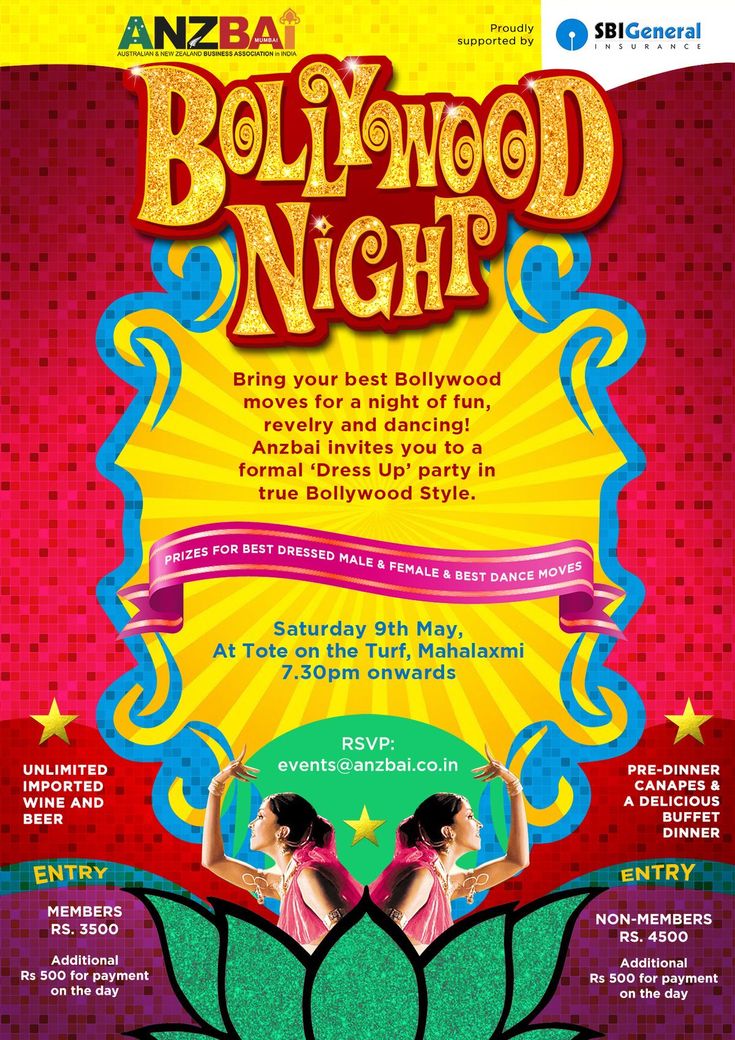 ANZBAi
MUMBAI
AUSTRALIAN & NEW ZEALAND BUSINESS ASSOCIATION in INDIA
Proudly
supported by
SBIGeneral
INSURANCE
BOLLYWOOD
NiGHT
Bring your best Bollywood
moves for a night of fun,
revelry and dancing!
Anzbai invites you to a
formal ‘Dress Up’ party in
true Bollywood Style.
PRIZES FOR BEST DRESSED MALE & FEMALE & BEST DANCE MOVES
Saturday 9th May,
At Tote on the Turf, Mahalaxmi
7.30pm onwards
RSVP:
events@anzbai.co.in
UNLIMITED
IMPORTED
WINE AND
BEER
PRE-DINNER
CANAPES &
A DELICIOUS
BUFFET
DINNER
ENTRY
MEMBERS
RS. 3500
Additional
Rs 500 for payment
on the day
ENTRY
NON-MEMBERS
RS. 4500
Additional
Rs 500 for payment
on the day